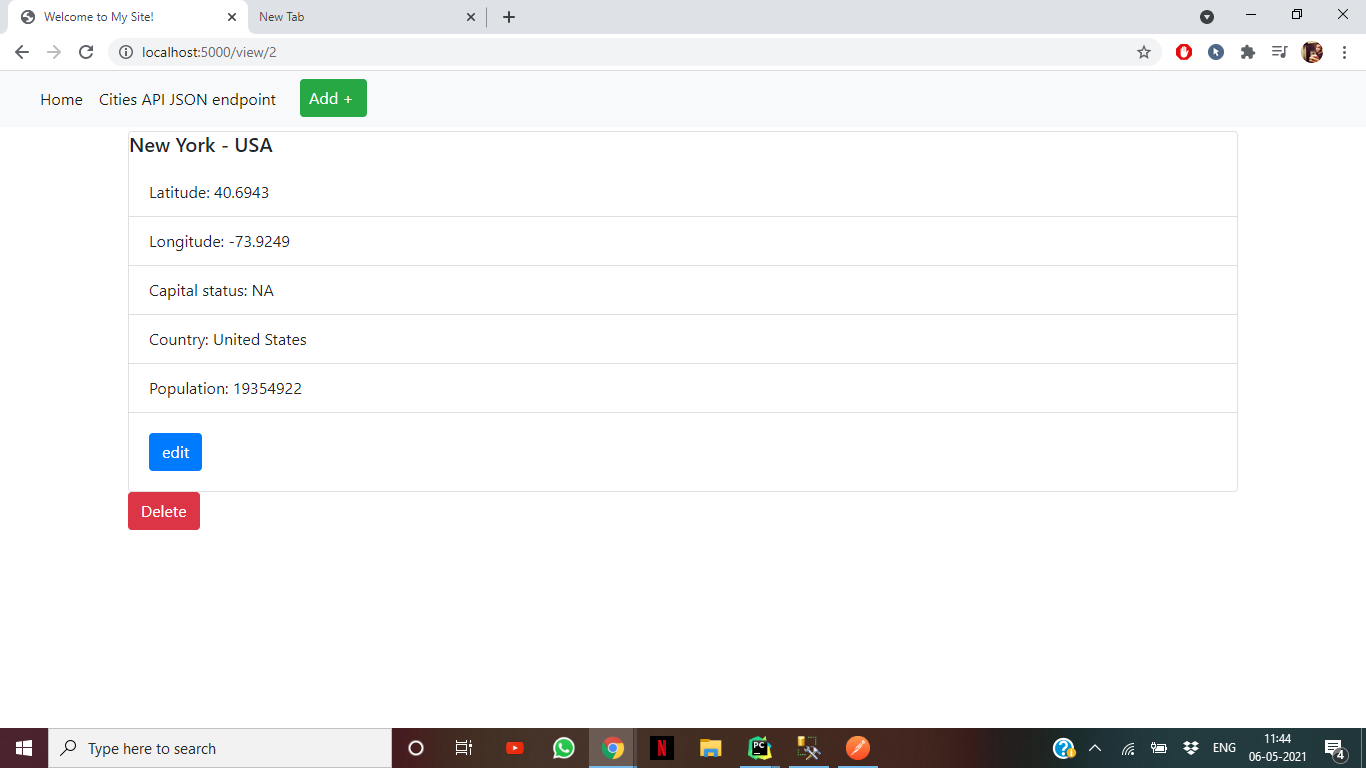 Welcome to My Site!
New Tab
localhost:5000/view/2
Home
Cities API JSON endpoint
Add +
New York - USA
Latitude: 40.6943
Longitude: -73.9249
Capital status: NA
Country: United States
Population: 19354922
edit
Delete
Type here to search
N
PC
ENG
11:44
06-05-2021
4